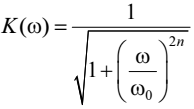 K(ω) = 1 / √(1 + (ω/ω₀)²ⁿ)